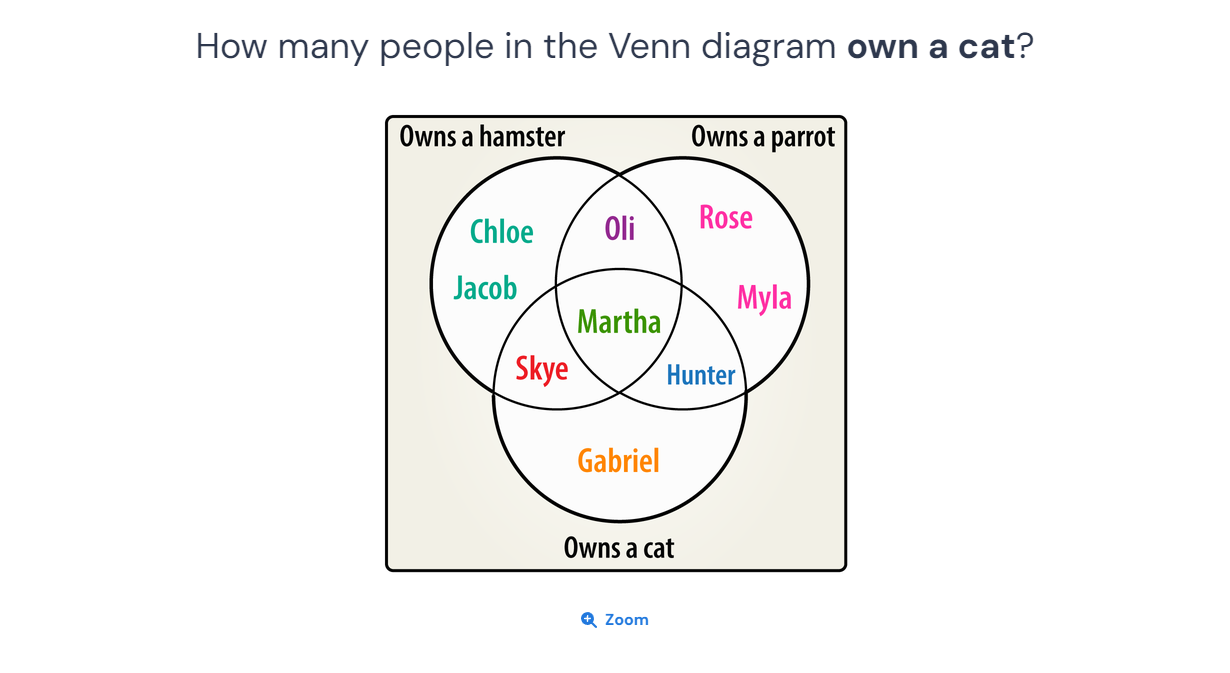 How many people in the Venn diagram own a cat?
Owns a hamster
Owns a parrot
Chloe
Oli
Rose
Jacob
Myla
Martha
Skye
Hunter
Gabriel
Owns a cat
Zoom